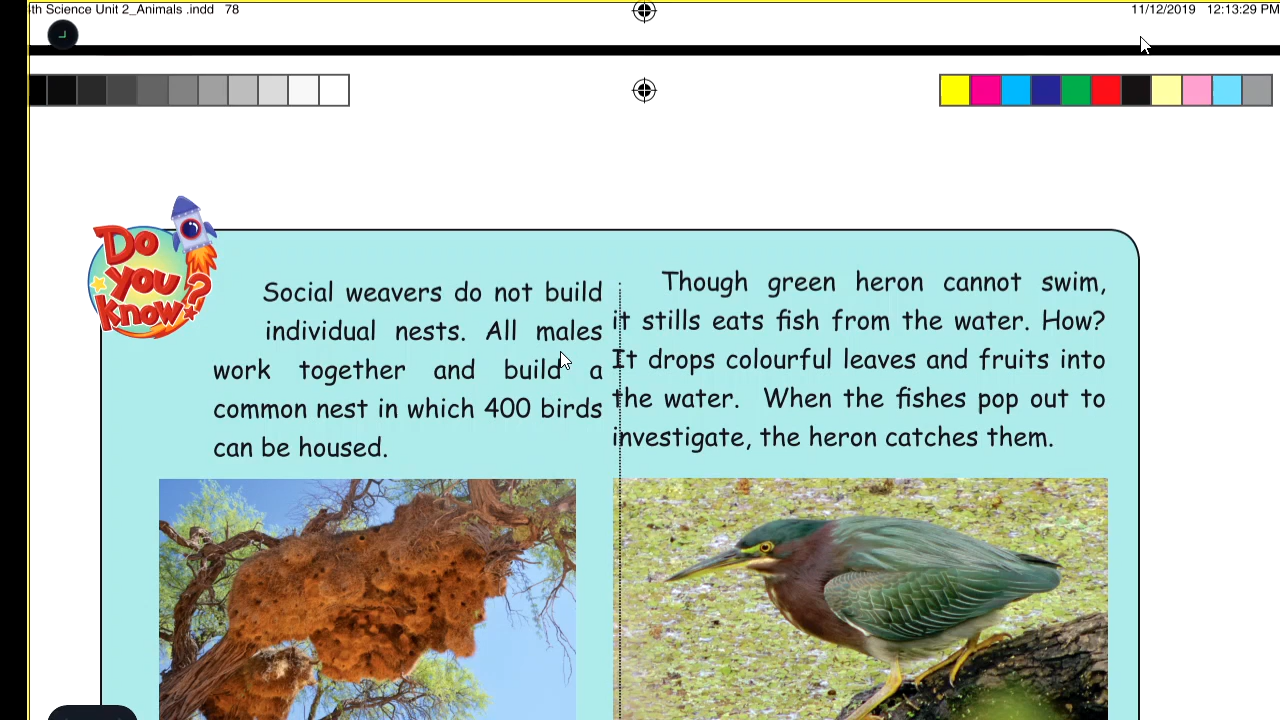 th Science Unit 2_Animals .indd 78
11/12/2019 12:13:29 PM
Do
you
know?
Social weavers do not build
individual nests. All males
work together and build a
common nest in which 400 birds
can be housed.
Though green heron cannot swim,
it stills eats fish from the water. How?
It drops colourful leaves and fruits into
the water. When the fishes pop out to
investigate, the heron catches them.